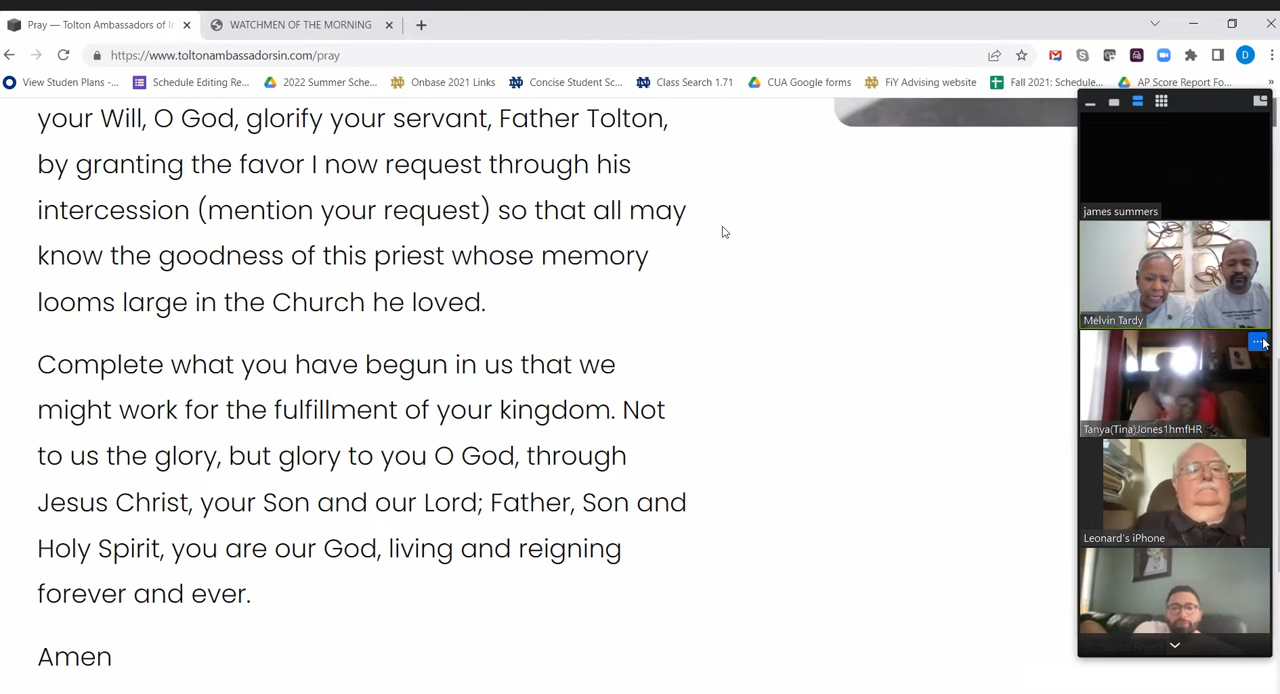 Pray — Tolton Ambassadors of In
WATCHMEN OF THE MORNING
https://www.toltonambassadorsin.com/pray
D
View Studen Plans -...
Schedule Editing Re...
2022 Summer Sche...
Onbase 2021 Links
Concise Student Sc...
Class Search 1.71
CUA Google forms
FiY Advising website
Fall 2021: Schedule...
AP Score Report Fo...
»
your Will, O God, glorify your servant, Father Tolton,
by granting the favor I now request through his
intercession (mention your request) so that all may
know the goodness of this priest whose memory
looms large in the Church he loved.
Complete what you have begun in us that we
might work for the fulfillment of your kingdom. Not
to us the glory, but glory to you O God, through
Jesus Christ, your Son and our Lord; Father, Son and
Holy Spirit, you are our God, living and reigning
forever and ever.
Amen
james summers
Melvin Tardy
Tanya(Tina)Jones1hmfHR
Leonard's iPhone